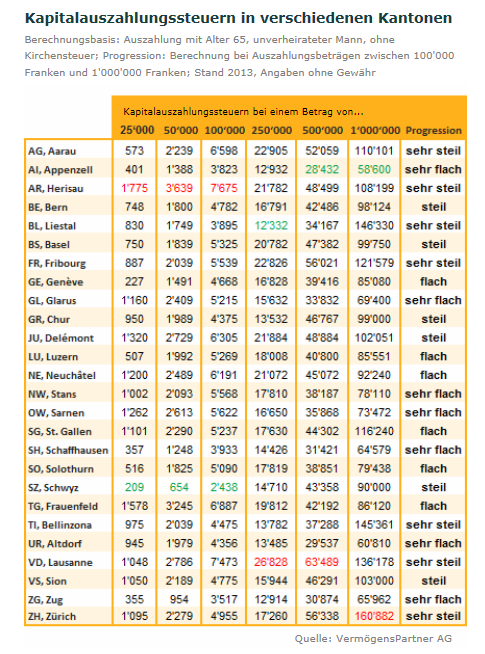 Kapitalauszahlungssteuern in verschiedenen Kantonen
Berechnungsbasis: Auszahlung mit Alter 65, unverheirateter Mann, ohne
Kirchensteuer; Progression: Berechnung bei Auszahlungsbeträgen zwischen 100'000
Franken und 1'000'000 Franken; Stand 2013, Angaben ohne Gewähr
Kapitalauszahlungssteuern bei einem Betrag von...
25'000 50'000 100'000 250'000 500'000 1'000'000 Progression
AG, Aarau 573 2'239 6'598 22'905 52'059 110'101 sehr steil
AI, Appenzell 401 1'388 3'823 12'932 28'432 58'600 sehr flach
AR, Herisau 1'775 3'639 7'675 21'782 48'499 108'199 sehr steil
BE, Bern 748 1'800 4'782 16'791 42'486 98'124 steil
BL, Liestal 830 1'749 3'895 12'332 34'167 146'330 sehr steil
BS, Basel 750 1'839 5'325 20'782 47'382 99'750 steil
FR, Fribourg 887 2'039 5'539 22'826 56'021 121'579 sehr steil
GE, Genève 227 1'491 4'668 16'828 39'416 85'080 flach
GL, Glarus 1'160 2'409 5'215 15'632 33'832 69'400 sehr flach
GR, Chur 950 1'989 4'375 13'532 46'767 99'000 steil
JU, Delémont 1'320 2'729 6'305 21'884 48'884 102'051 steil
LU, Luzern 507 1'992 5'269 18'008 40'800 85'551 flach
NE, Neuchâtel 1'200 2'489 6'191 21'072 45'072 92'240 flach
NW, Stans 1'002 2'093 5'568 17'810 38'187 78'110 sehr flach
OW, Sarnen 1'262 2'613 5'622 16'650 35'868 73'472 sehr flach
SG, St. Gallen 1'101 2'290 5'237 17'630 44'302 116'240 flach
SH, Schaffhausen 357 1'248 3'933 14'426 31'421 64'579 sehr flach
SO, Solothurn 516 1'825 5'090 17'819 38'851 79'438 flach
SZ, Schwyz 209 654 2'438 14'710 43'358 90'000 steil
TG, Frauenfeld 1'578 3'245 6'887 19'812 42'192 86'120 flach
TI, Bellinzona 975 2'039 4'475 13'782 37'288 145'361 sehr steil
UR, Altdorf 945 1'979 4'356 13'485 29'537 60'810 sehr flach
VD, Lausanne 1'048 2'786 7'473 26'828 63'489 136'178 sehr steil
VS, Sion 1'050 2'189 4'775 15'944 46'291 103'000 steil
ZG, Zug 355 954 3'517 12'914 30'874 65'962 sehr flach
ZH, Zürich 1'095 2'279 4'955 17'260 56'338 160'882 sehr steil
Quelle: VermögensPartner AG